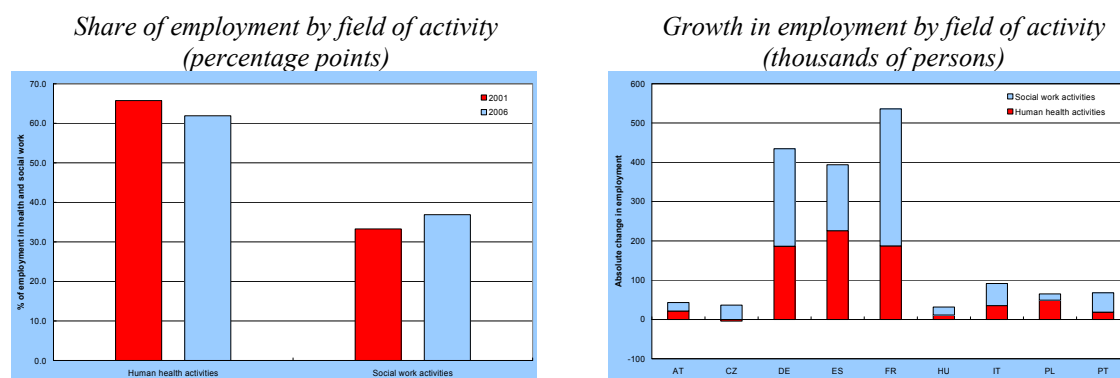 Share of employment by field of activity
(percentage points)
% of employment in health and social work
70.0
60.0
50.0
40.0
30.0
20.0
10.0
0.0
2001
2006
Human health activities
Social work activities
Growth in employment by field of activity
(thousands of persons)
Absolute change in employment
600
500
400
300
200
100
0
-100
Social work activities
Human health activities
AT CZ DE ES FR HU IT PL PT